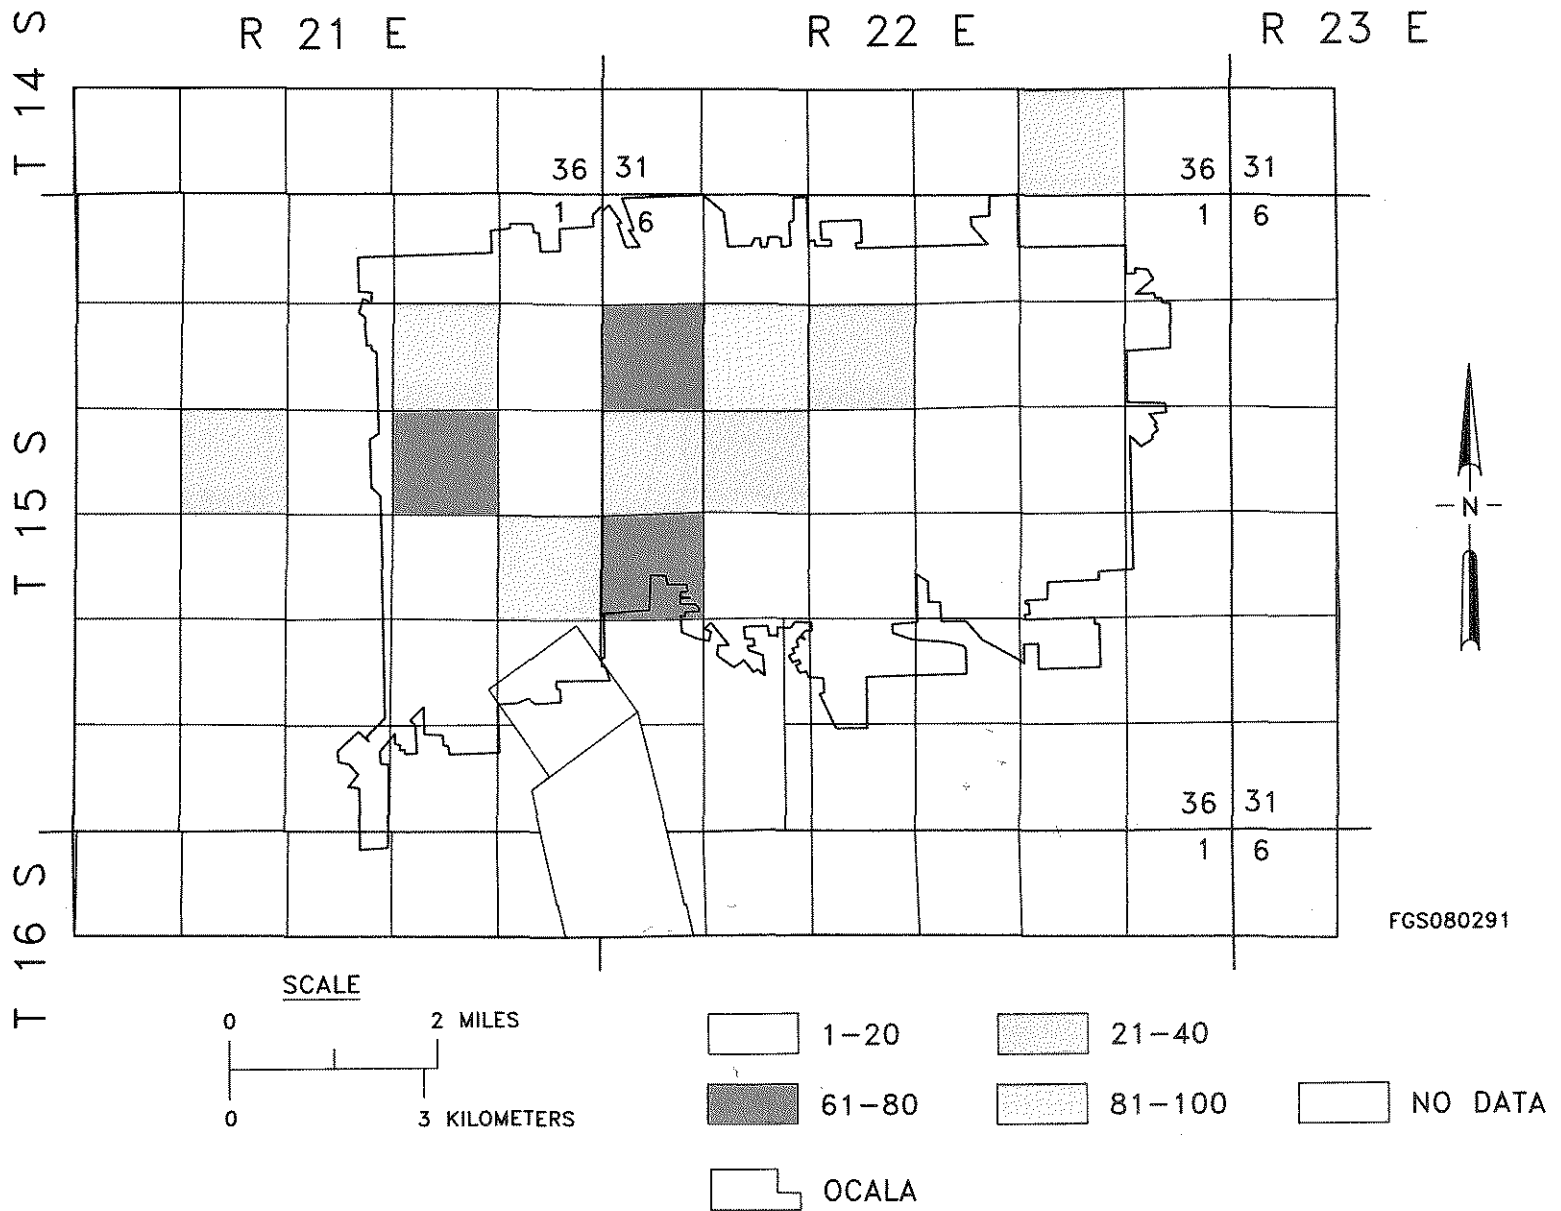 R 21 E
R 22 E
R 23 E
T 14 S
36 31
36 31
1 6
1 6
T 15 S
N
36 31
1 6
T 16 S
FGS080291
SCALE
0 2 MILES
0 3 KILOMETERS
1-20
21-40
61-80
81-100
NO DATA
OCALA